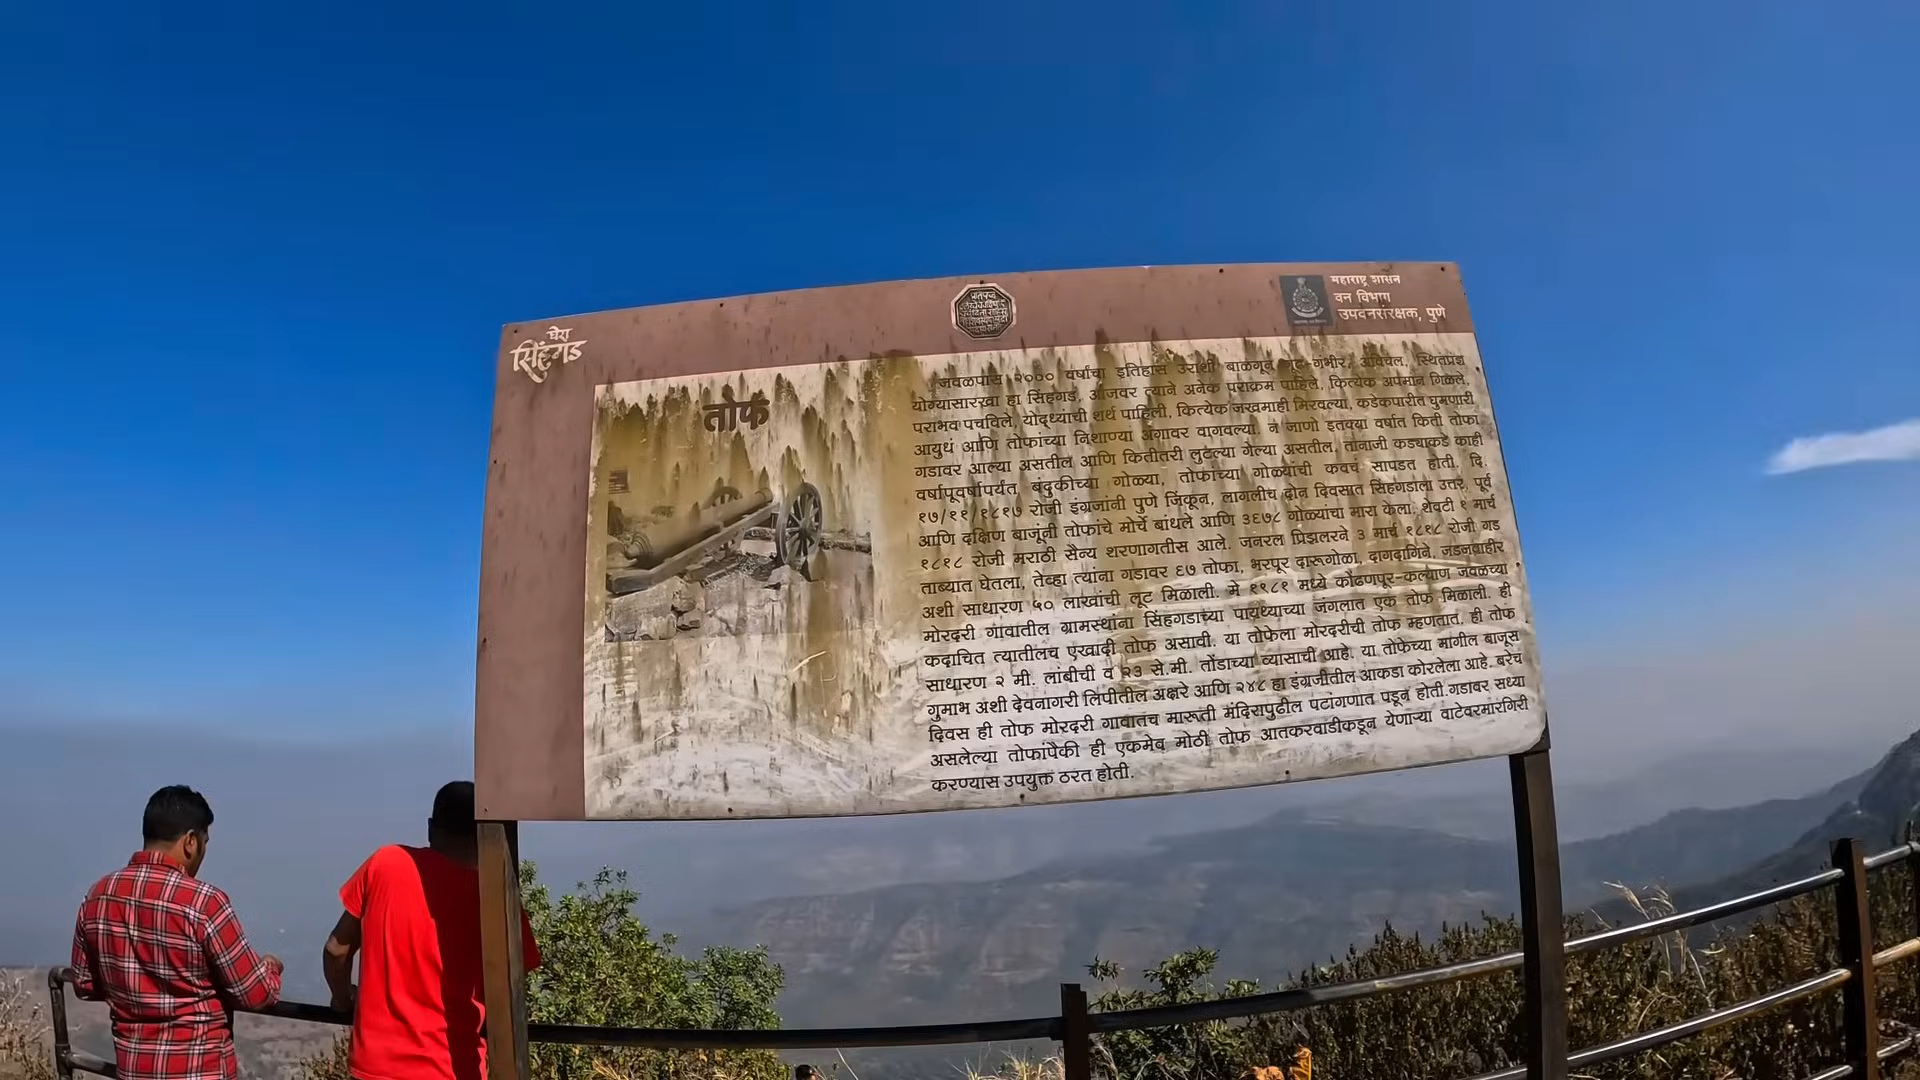 घेरा
सिंहगड
महाराष्ट्र शासन
वन विभाग
उपवनसंरक्षक, पुणे
तोफ
जवळपास २००० वर्षांचा इतिहास उराशी बाळगून गूढ-गंभीर, अविचल, स्थितप्रज्ञ
योग्यासारखा हा सिंहगड, आजवर त्याने अनेक पराक्रम पाहिले, कित्येक अपमान गिळले,
पराभव पचविले, योद्ध्यांची शर्थ पाहिली, कित्येक जखमाही मिरवल्या, कडेकपारीत घुमणारी
आयुधं आणि तोफांच्या निशाण्या अंगावर वागवल्या. न जाणो इतक्या वर्षात किती तोफा
गडावर आल्या असतील आणि कितीतरी लुटल्या गेल्या असतील. तानाजी कड्याकडे काही
वर्षापूर्वीपर्यंत बंदुकीच्या गोळ्या, तोफांच्या गोळ्यांची कवचं सापडत होती. दि.
१७/११/१८१७ रोजी इंग्रजांनी पुणे जिंकून, लागलीच दोन दिवसात सिंहगडाला उत्तर, पूर्व
आणि दक्षिण बाजूंनी तोफांचे मोर्चे बांधले आणि ३६७८ गोळ्यांचा मारा केला. शेवटी १ मार्च
१८१८ रोजी मराठी सैन्य शरणागतीस आले. जनरल प्रिझलरने ३ मार्च १८१८ रोजी गड
ताब्यात घेतला, तेव्हा त्यांना गडावर ६७ तोफा, भरपूर दारूगोळा, दागदागिने, जडजवाहीर
अशी साधारण ५० लाखांची लूट मिळाली. मे १९८१ मध्ये कोंढणपूर-कल्याण जवळच्या
मोरदरी गावातील ग्रामस्थांना सिंहगडाच्या पायथ्याच्या जंगलात एक तोफ मिळाली. ही
कदाचित त्यातीलच एखादी तोफ असावी. या तोफेला मोरदरीची तोफ म्हणतात. ही तोफ
साधारण २ मी. लांबीची व २३ से.मी. तोंडाच्या व्यासाची आहे. या तोफेच्या मागील बाजूस
गुमाभ अशी देवनागरी लिपीतील अक्षरे आणि २४८ हा इंग्रजीतील आकडा कोरलेला आहे. बरेच
दिवस ही तोफ मोरदरी गावातच मारूती मंदिरापुढील पटांगणात पडून होती.गडावर सध्या
असलेल्या तोफांपैकी ही एकमेव मोठी तोफ आतकरवाडीकडून येणाऱ्या वाटेवरमारगिरी
करण्यास उपयुक्त ठरत होती.